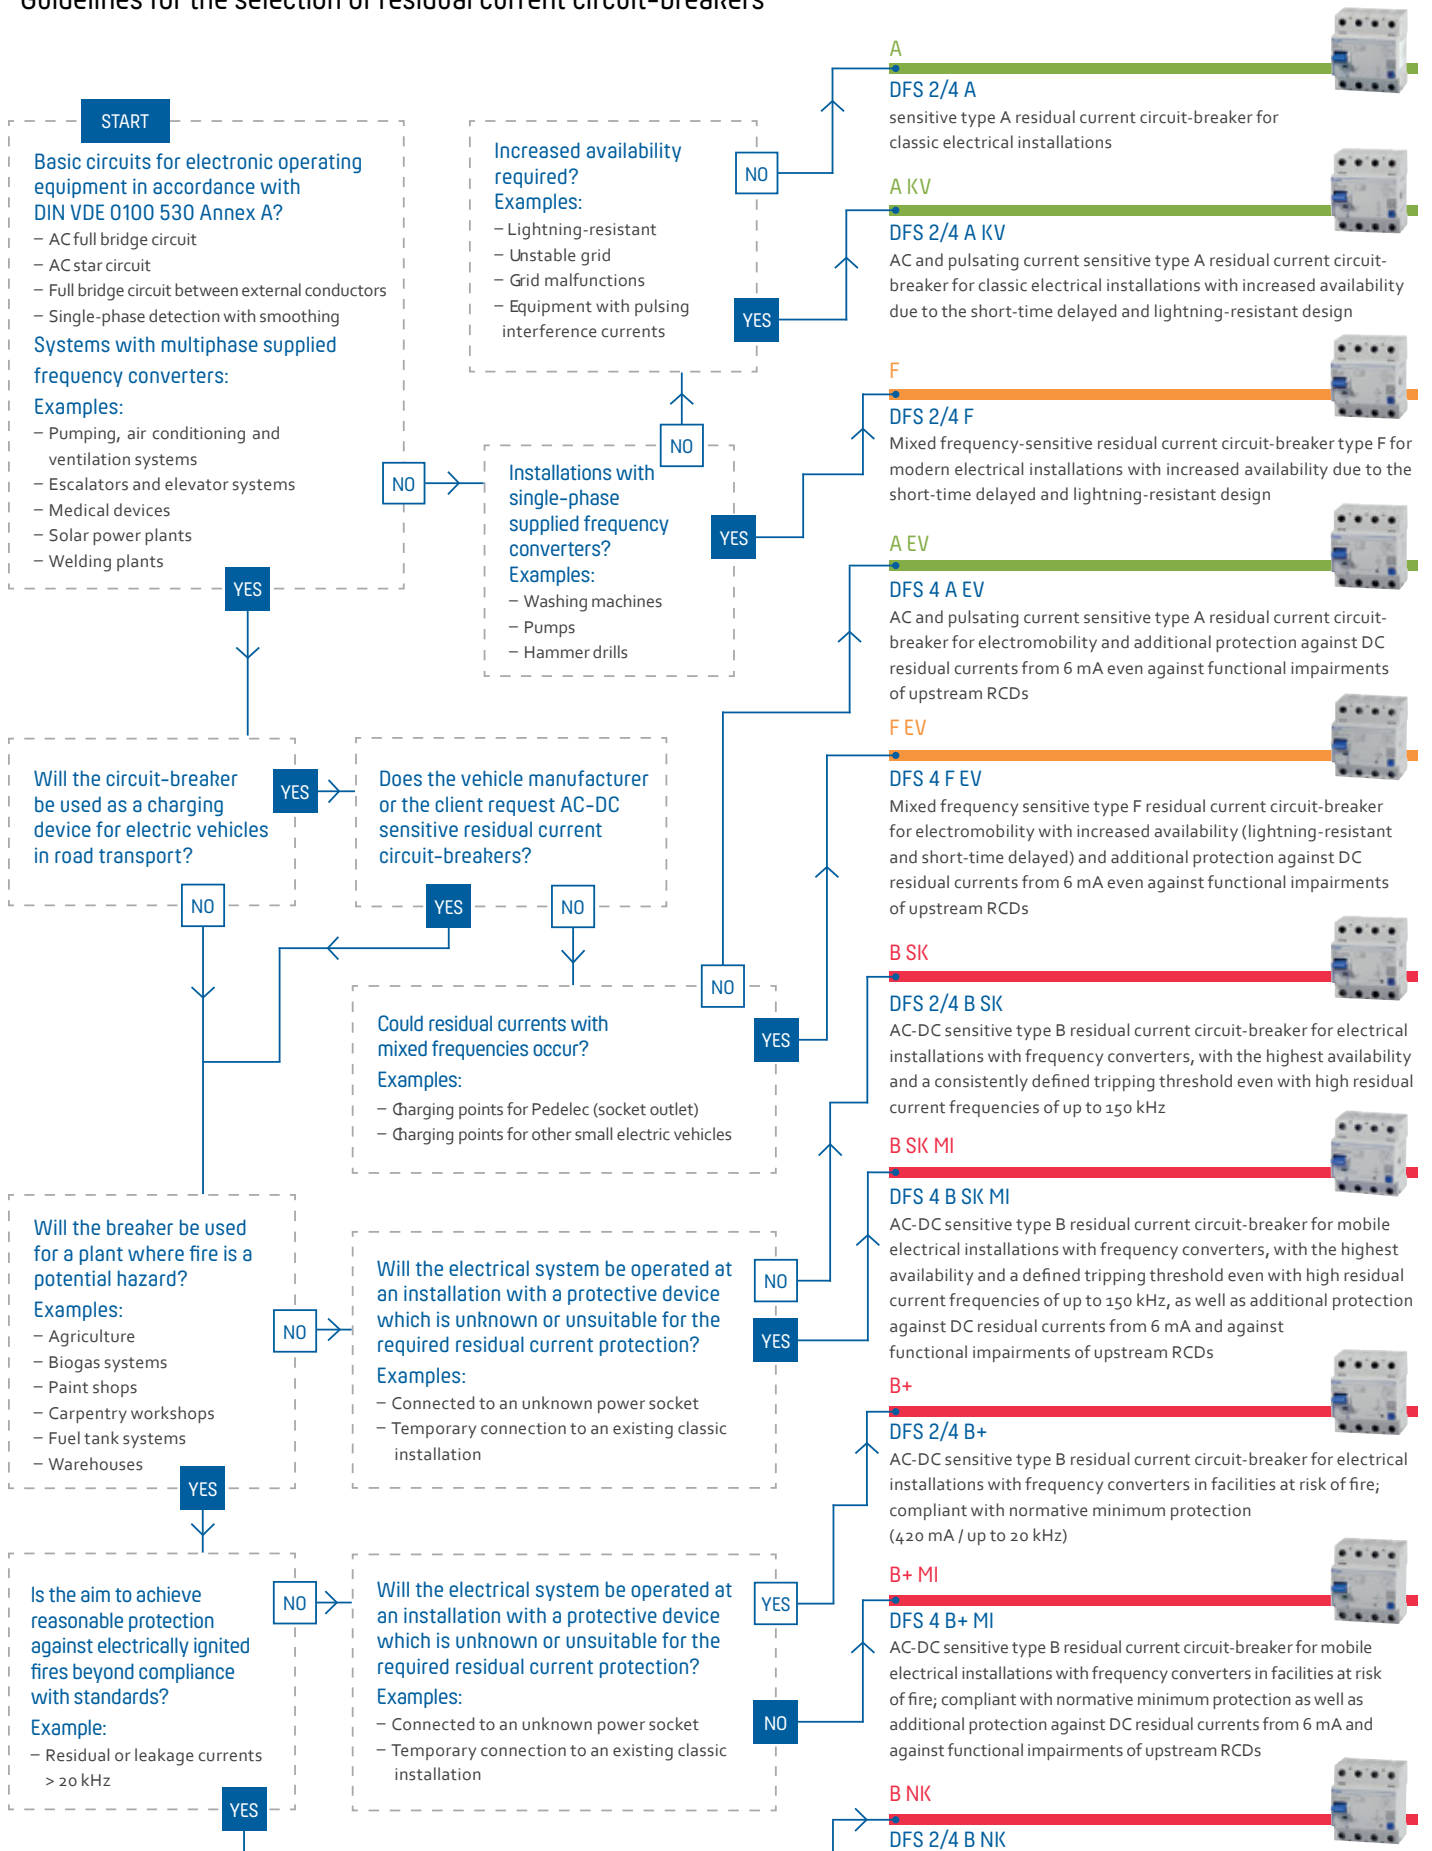 Guidelines for the selection of residual current circuit-breakers
START
Basic circuits for electronic operating
equipment in accordance with
DIN VDE 0100 530 Annex A?
– AC full bridge circuit
– AC star circuit
– Full bridge circuit between external conductors
– Single-phase detection with smoothing
Systems with multiphase supplied
frequency converters:
Examples:
– Pumping, air conditioning and
ventilation systems
– Escalators and elevator systems
– Medical devices
– Solar power plants
– Welding plants
NO
YES
Increased availability
required?
Examples:
– Lightning-resistant
– Unstable grid
– Grid malfunctions
– Equipment with pulsing
interference currents
NO
YES
Installations with
single-phase
supplied frequency
converters?
Examples:
– Washing machines
– Pumps
– Hammer drills
NO
YES
Will the circuit-breaker
be used as a charging
device for electric vehicles
in road transport?
YES
NO
Does the vehicle manufacturer
or the client request AC-DC
sensitive residual current
circuit-breakers?
YES
NO
Could residual currents with
mixed frequencies occur?
Examples:
– Charging points for Pedelec (socket outlet)
– Charging points for other small electric vehicles
NO
YES
Will the breaker be used
for a plant where fire is a
potential hazard?
Examples:
– Agriculture
– Biogas systems
– Paint shops
– Carpentry workshops
– Fuel tank systems
– Warehouses
NO
YES
Will the electrical system be operated at
an installation with a protective device
which is unknown or unsuitable for the
required residual current protection?
Examples:
– Connected to an unknown power socket
– Temporary connection to an existing classic
installation
NO
YES
Is the aim to achieve
reasonable protection
against electrically ignited
fires beyond compliance
with standards?
Example:
– Residual or leakage currents
> 20 kHz
NO
YES
Will the electrical system be operated at
an installation with a protective device
which is unknown or unsuitable for the
required residual current protection?
Examples:
– Connected to an unknown power socket
– Temporary connection to an existing classic
installation
YES
NO
A
DFS 2/4 A
sensitive type A residual current circuit-breaker for
classic electrical installations
A KV
DFS 2/4 A KV
AC and pulsating current sensitive type A residual current circuit-
breaker for classic electrical installations with increased availability
due to the short-time delayed and lightning-resistant design
F
DFS 2/4 F
Mixed frequency-sensitive residual current circuit-breaker type F for
modern electrical installations with increased availability due to the
short-time delayed and lightning-resistant design
A EV
DFS 4 A EV
AC and pulsating current sensitive type A residual current circuit-
breaker for electromobility and additional protection against DC
residual currents from 6 mA even against functional impairments
of upstream RCDs
F EV
DFS 4 F EV
Mixed frequency sensitive type F residual current circuit-breaker
for electromobility with increased availability (lightning-resistant
and short-time delayed) and additional protection against DC
residual currents from 6 mA even against functional impairments
of upstream RCDs
B SK
DFS 2/4 B SK
AC-DC sensitive type B residual current circuit-breaker for electrical
installations with frequency converters, with the highest availability
and a consistently defined tripping threshold even with high residual
current frequencies of up to 150 kHz
B SK MI
DFS 4 B SK MI
AC-DC sensitive type B residual current circuit-breaker for mobile
electrical installations with frequency converters, with the highest
availability and a defined tripping threshold even with high residual
current frequencies of up to 150 kHz, as well as additional protection
against DC residual currents from 6 mA and against
functional impairments of upstream RCDs
B+
DFS 2/4 B+
AC-DC sensitive type B residual current circuit-breaker for electrical
installations with frequency converters in facilities at risk of fire;
compliant with normative minimum protection
(420 mA / up to 20 kHz)
B+ MI
DFS 4 B+ MI
AC-DC sensitive type B residual current circuit-breaker for mobile
electrical installations with frequency converters in facilities at risk
of fire; compliant with normative minimum protection as well as
additional protection against DC residual currents from 6 mA and
against functional impairments of upstream RCDs
B NK
DFS 2/4 B NK